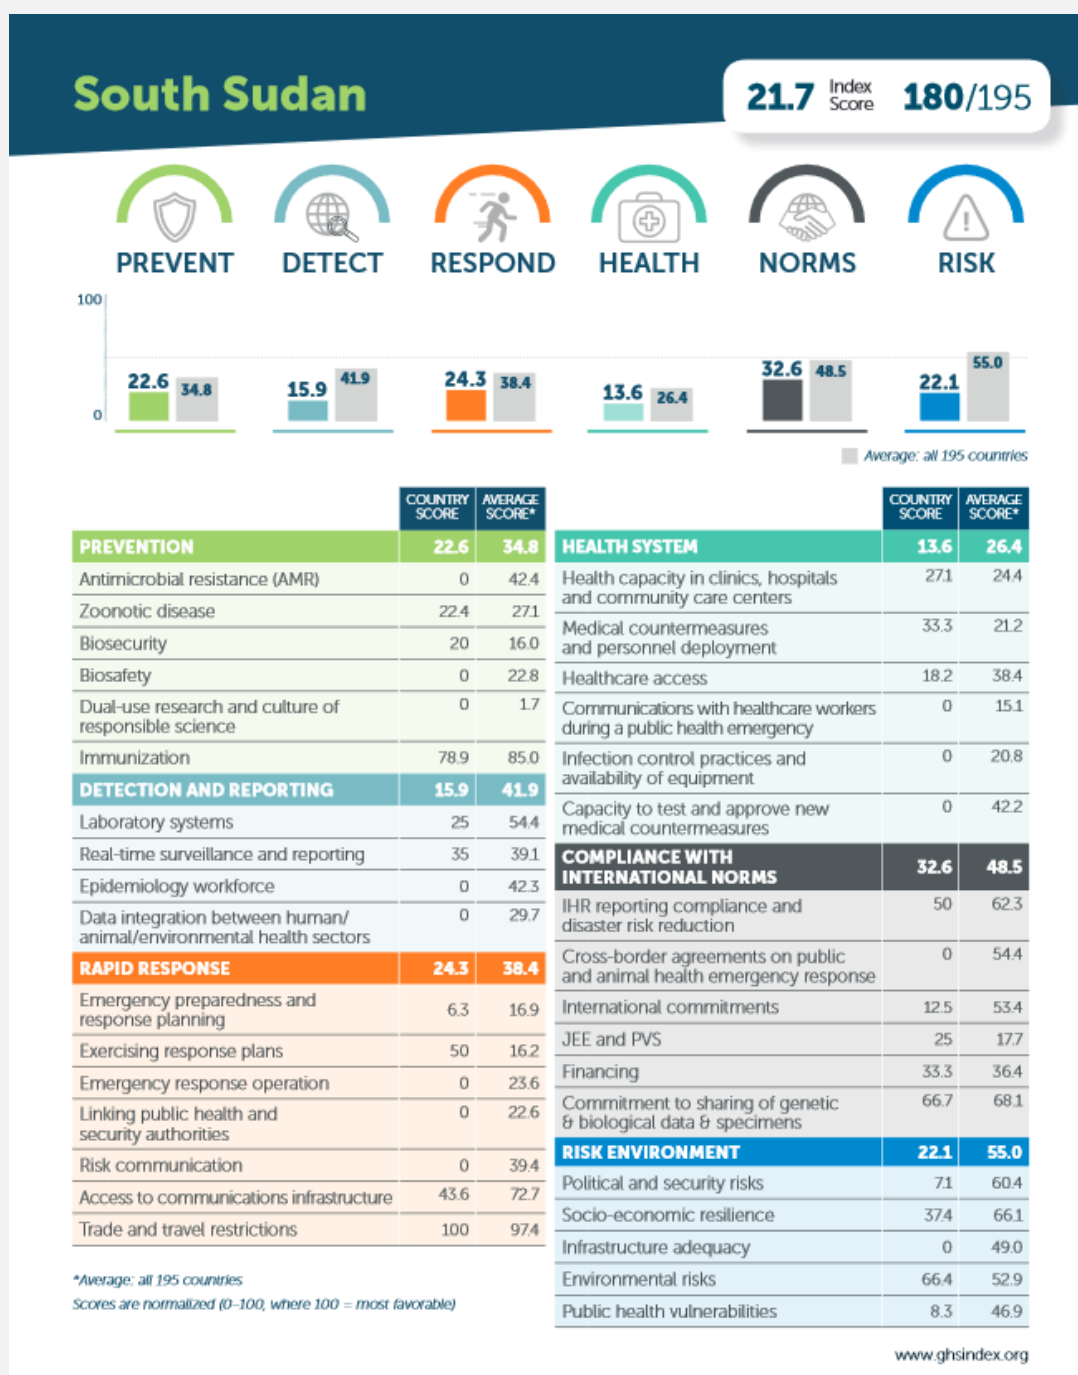 South Sudan
21.7 Index Score 180/195
PREVENT DETECT RESPOND HEALTH NORMS RISK
100
0
22.6 34.8
15.9 41.9
24.3 38.4
13.6 26.4
32.6 48.5
22.1 55.0
Average: all 195 countries
COUNTRY SCORE AVERAGE SCORE*
PREVENTION 22.6 34.8
Antimicrobial resistance (AMR) 0 42.4
Zoonotic disease 22.4 27.1
Biosecurity 20 16.0
Biosafety 0 22.8
Dual-use research and culture of
responsible science 0 1.7
Immunization 78.9 85.0
DETECTION AND REPORTING 15.9 41.9
Laboratory systems 25 54.4
Real-time surveillance and reporting 35 39.1
Epidemiology workforce 0 42.3
Data integration between human/
animal/environmental health sectors 0 29.7
RAPID RESPONSE 24.3 38.4
Emergency preparedness and
response planning 6.3 16.9
Exercising response plans 50 16.2
Emergency response operation 0 23.6
Linking public health and
security authorities 0 22.6
Risk communication 0 39.4
Access to communications infrastructure 43.6 72.7
Trade and travel restrictions 100 97.4
*Average: all 195 countries
Scores are normalized (0–100, where 100 = most favorable)
COUNTRY SCORE AVERAGE SCORE*
HEALTH SYSTEM 13.6 26.4
Health capacity in clinics, hospitals
and community care centers 27.1 24.4
Medical countermeasures
and personnel deployment 33.3 21.2
Healthcare access 18.2 38.4
Communications with healthcare workers
during a public health emergency 0 15.1
Infection control practices and
availability of equipment 0 20.8
Capacity to test and approve new
medical countermeasures 0 42.2
COMPLIANCE WITH
INTERNATIONAL NORMS 32.6 48.5
IHR reporting compliance and
disaster risk reduction 50 62.3
Cross-border agreements on public
and animal health emergency response 0 54.4
International commitments 12.5 53.4
JEE and PVS 25 17.7
Financing 33.3 36.4
Commitment to sharing of genetic
& biological data & specimens 66.7 68.1
RISK ENVIRONMENT 22.1 55.0
Political and security risks 7.1 60.4
Socio-economic resilience 37.4 66.1
Infrastructure adequacy 0 49.0
Environmental risks 66.4 52.9
Public health vulnerabilities 8.3 46.9
www.ghsindex.org